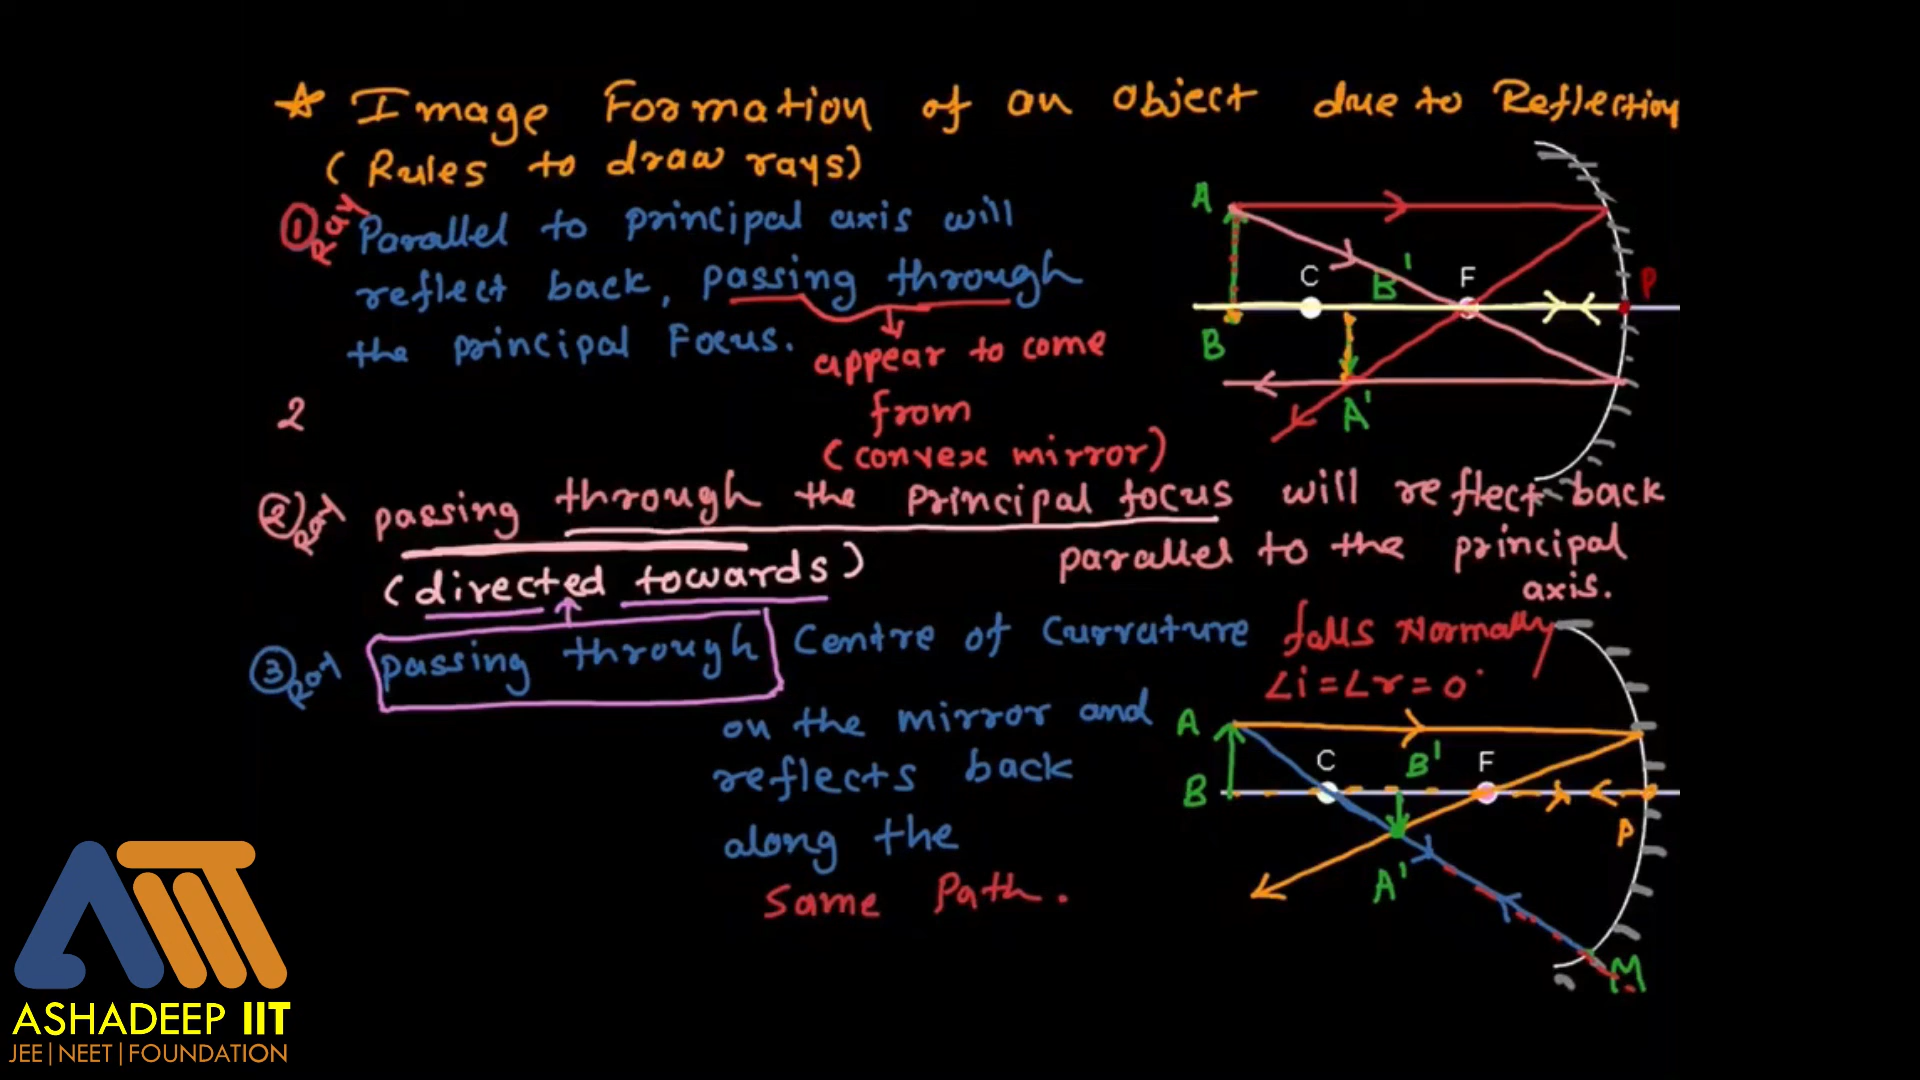 ☆ Image Formation of an object due to Reflection
(Rules to draw rays)
① Ray Parallel to principal axis will
reflect back, passing through
the principal Focus.
appear to come
from
(convex mirror)
2
② Ray passing through the principal focus will reflect back
parallel to the principal
axis.
(directed towards)
③ Ray passing through Centre of Curvature falls Normally
∠i = ∠r = 0°
on the mirror and
reflects back
along the
Same Path.
A
C
B'
F
P
B
A'
A
C
B'
F
B
P
A'
M
ASHADEEP IIT
JEE | NEET | FOUNDATION